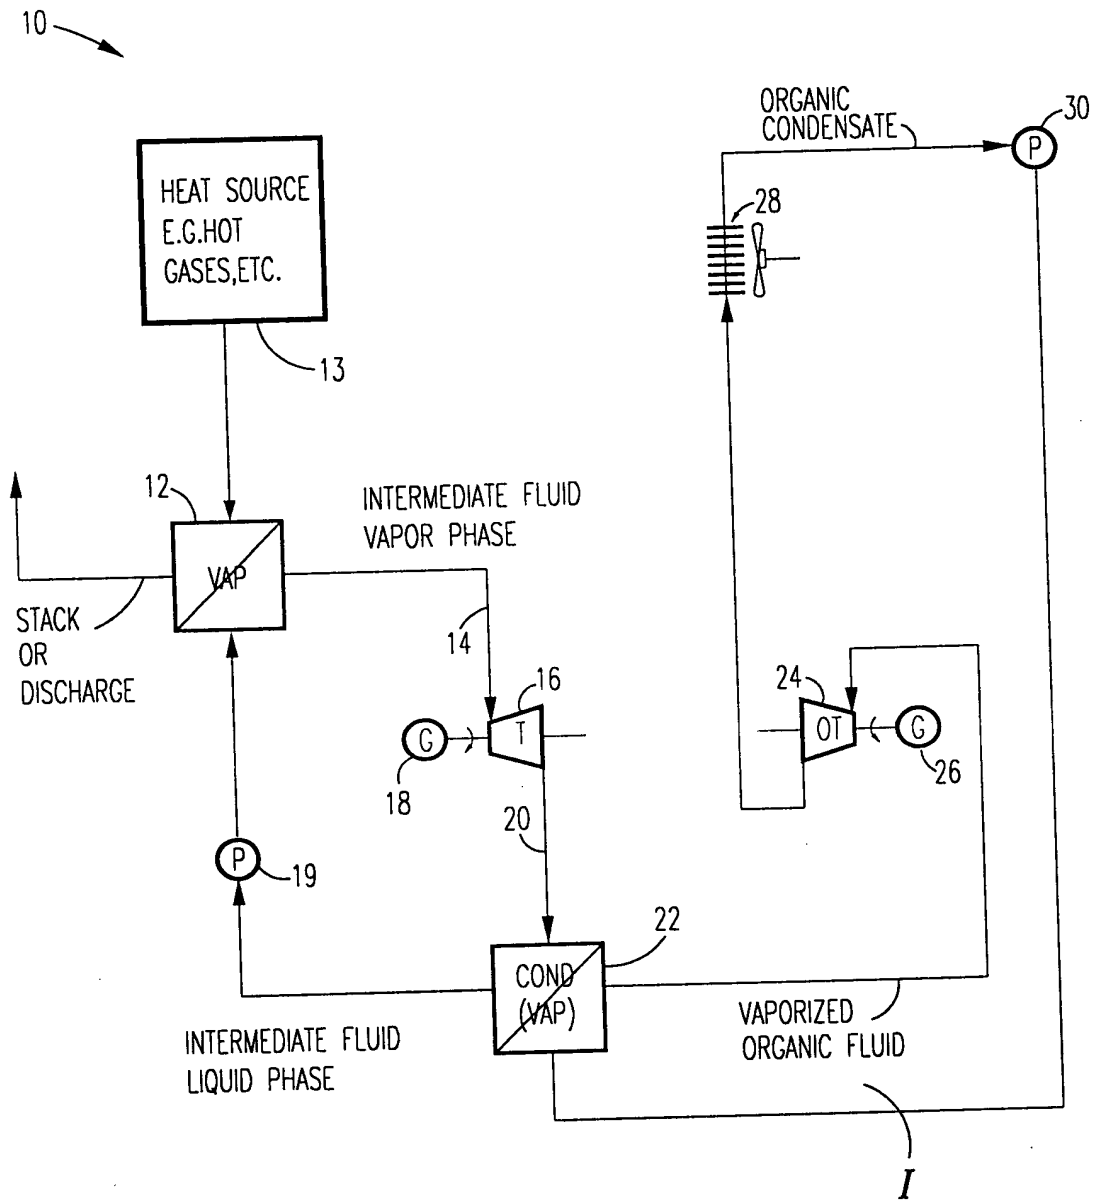 10
ORGANIC
CONDENSATE
30
P
HEAT SOURCE
E.G.HOT
GASES,ETC.
28
13
12
INTERMEDIATE FLUID
VAPOR PHASE
VAP
STACK
OR
DISCHARGE
14
16
T
G
18
24
OT
G
26
20
P
19
22
COND
(VAP)
VAPORIZED
ORGANIC FLUID
INTERMEDIATE FLUID
LIQUID PHASE
I